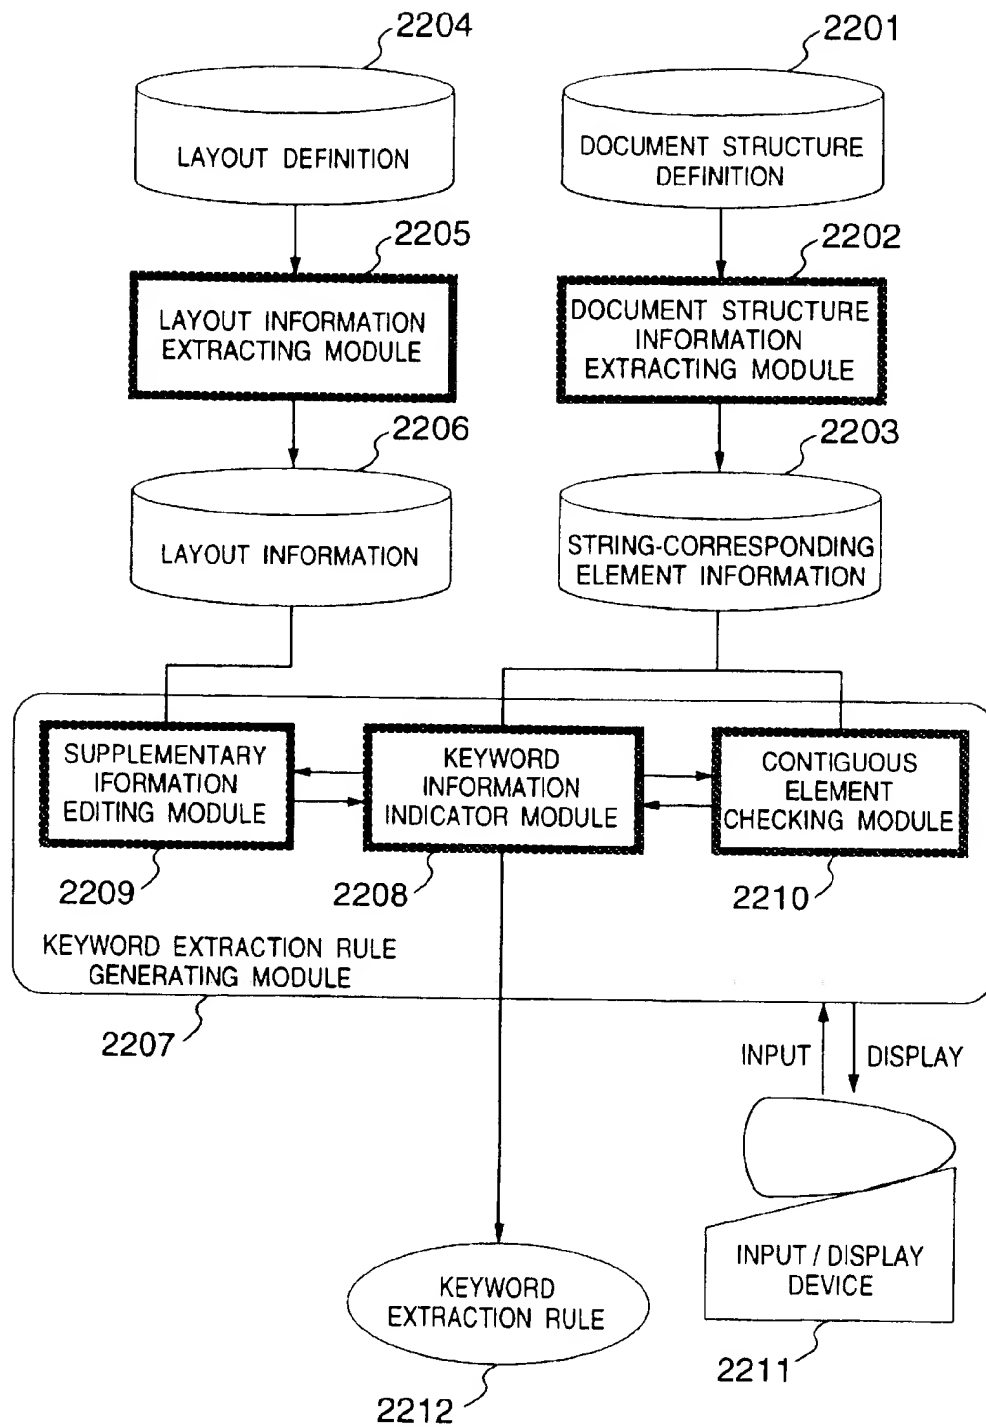 2204
2201
LAYOUT DEFINITION
DOCUMENT STRUCTURE
DEFINITION
2205
2202
LAYOUT INFORMATION
EXTRACTING MODULE
DOCUMENT STRUCTURE
INFORMATION
EXTRACTING MODULE
2206
2203
LAYOUT INFORMATION
STRING-CORRESPONDING
ELEMENT INFORMATION
SUPPLEMENTARY
IFORMATION
EDITING MODULE
KEYWORD
INFORMATION
INDICATOR MODULE
CONTIGUOUS
ELEMENT
CHECKING MODULE
2209
2208
2210
KEYWORD EXTRACTION RULE
GENERATING MODULE
2207
INPUT
DISPLAY
KEYWORD
EXTRACTION RULE
INPUT / DISPLAY
DEVICE
2211
2212